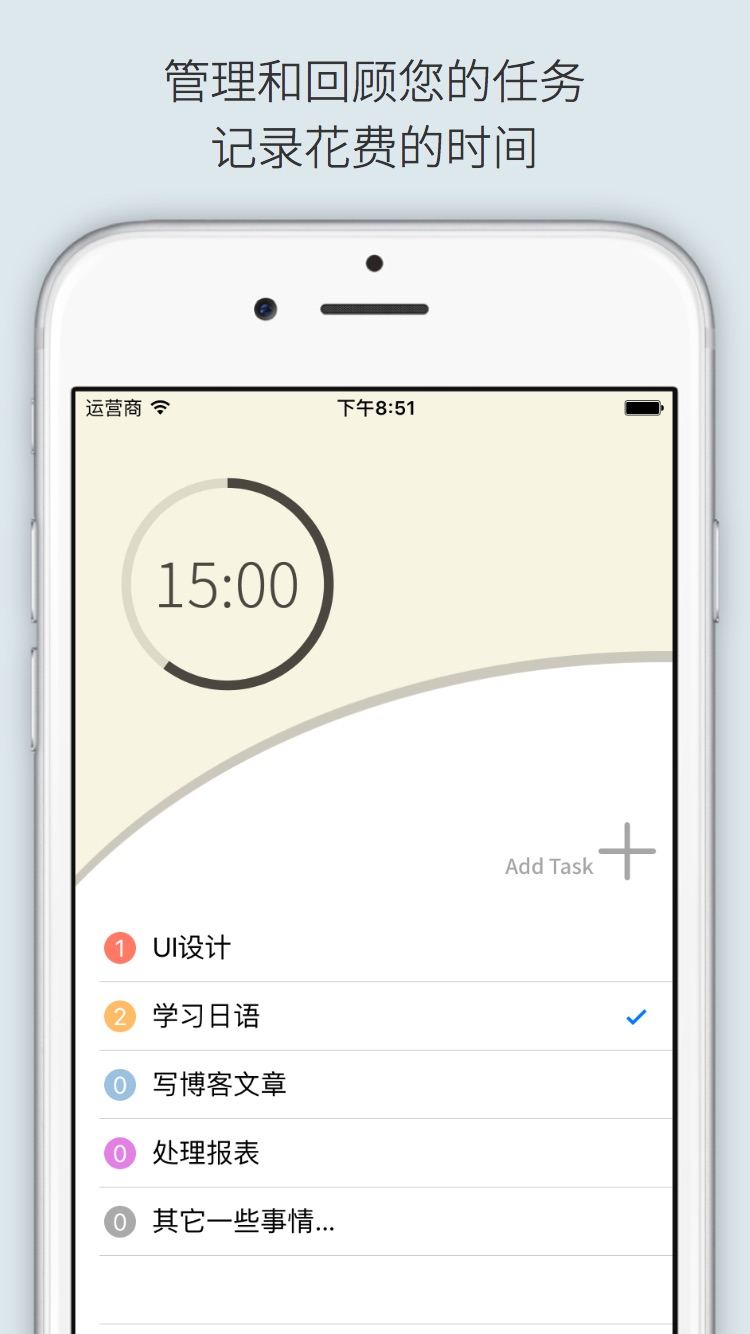 管理和回顾您的任务
记录花费的时间
运营商 下午8:51
15:00
Add Task
1 UI设计
2 学习日语
0 写博客文章
0 处理报表
0 其它一些事情...